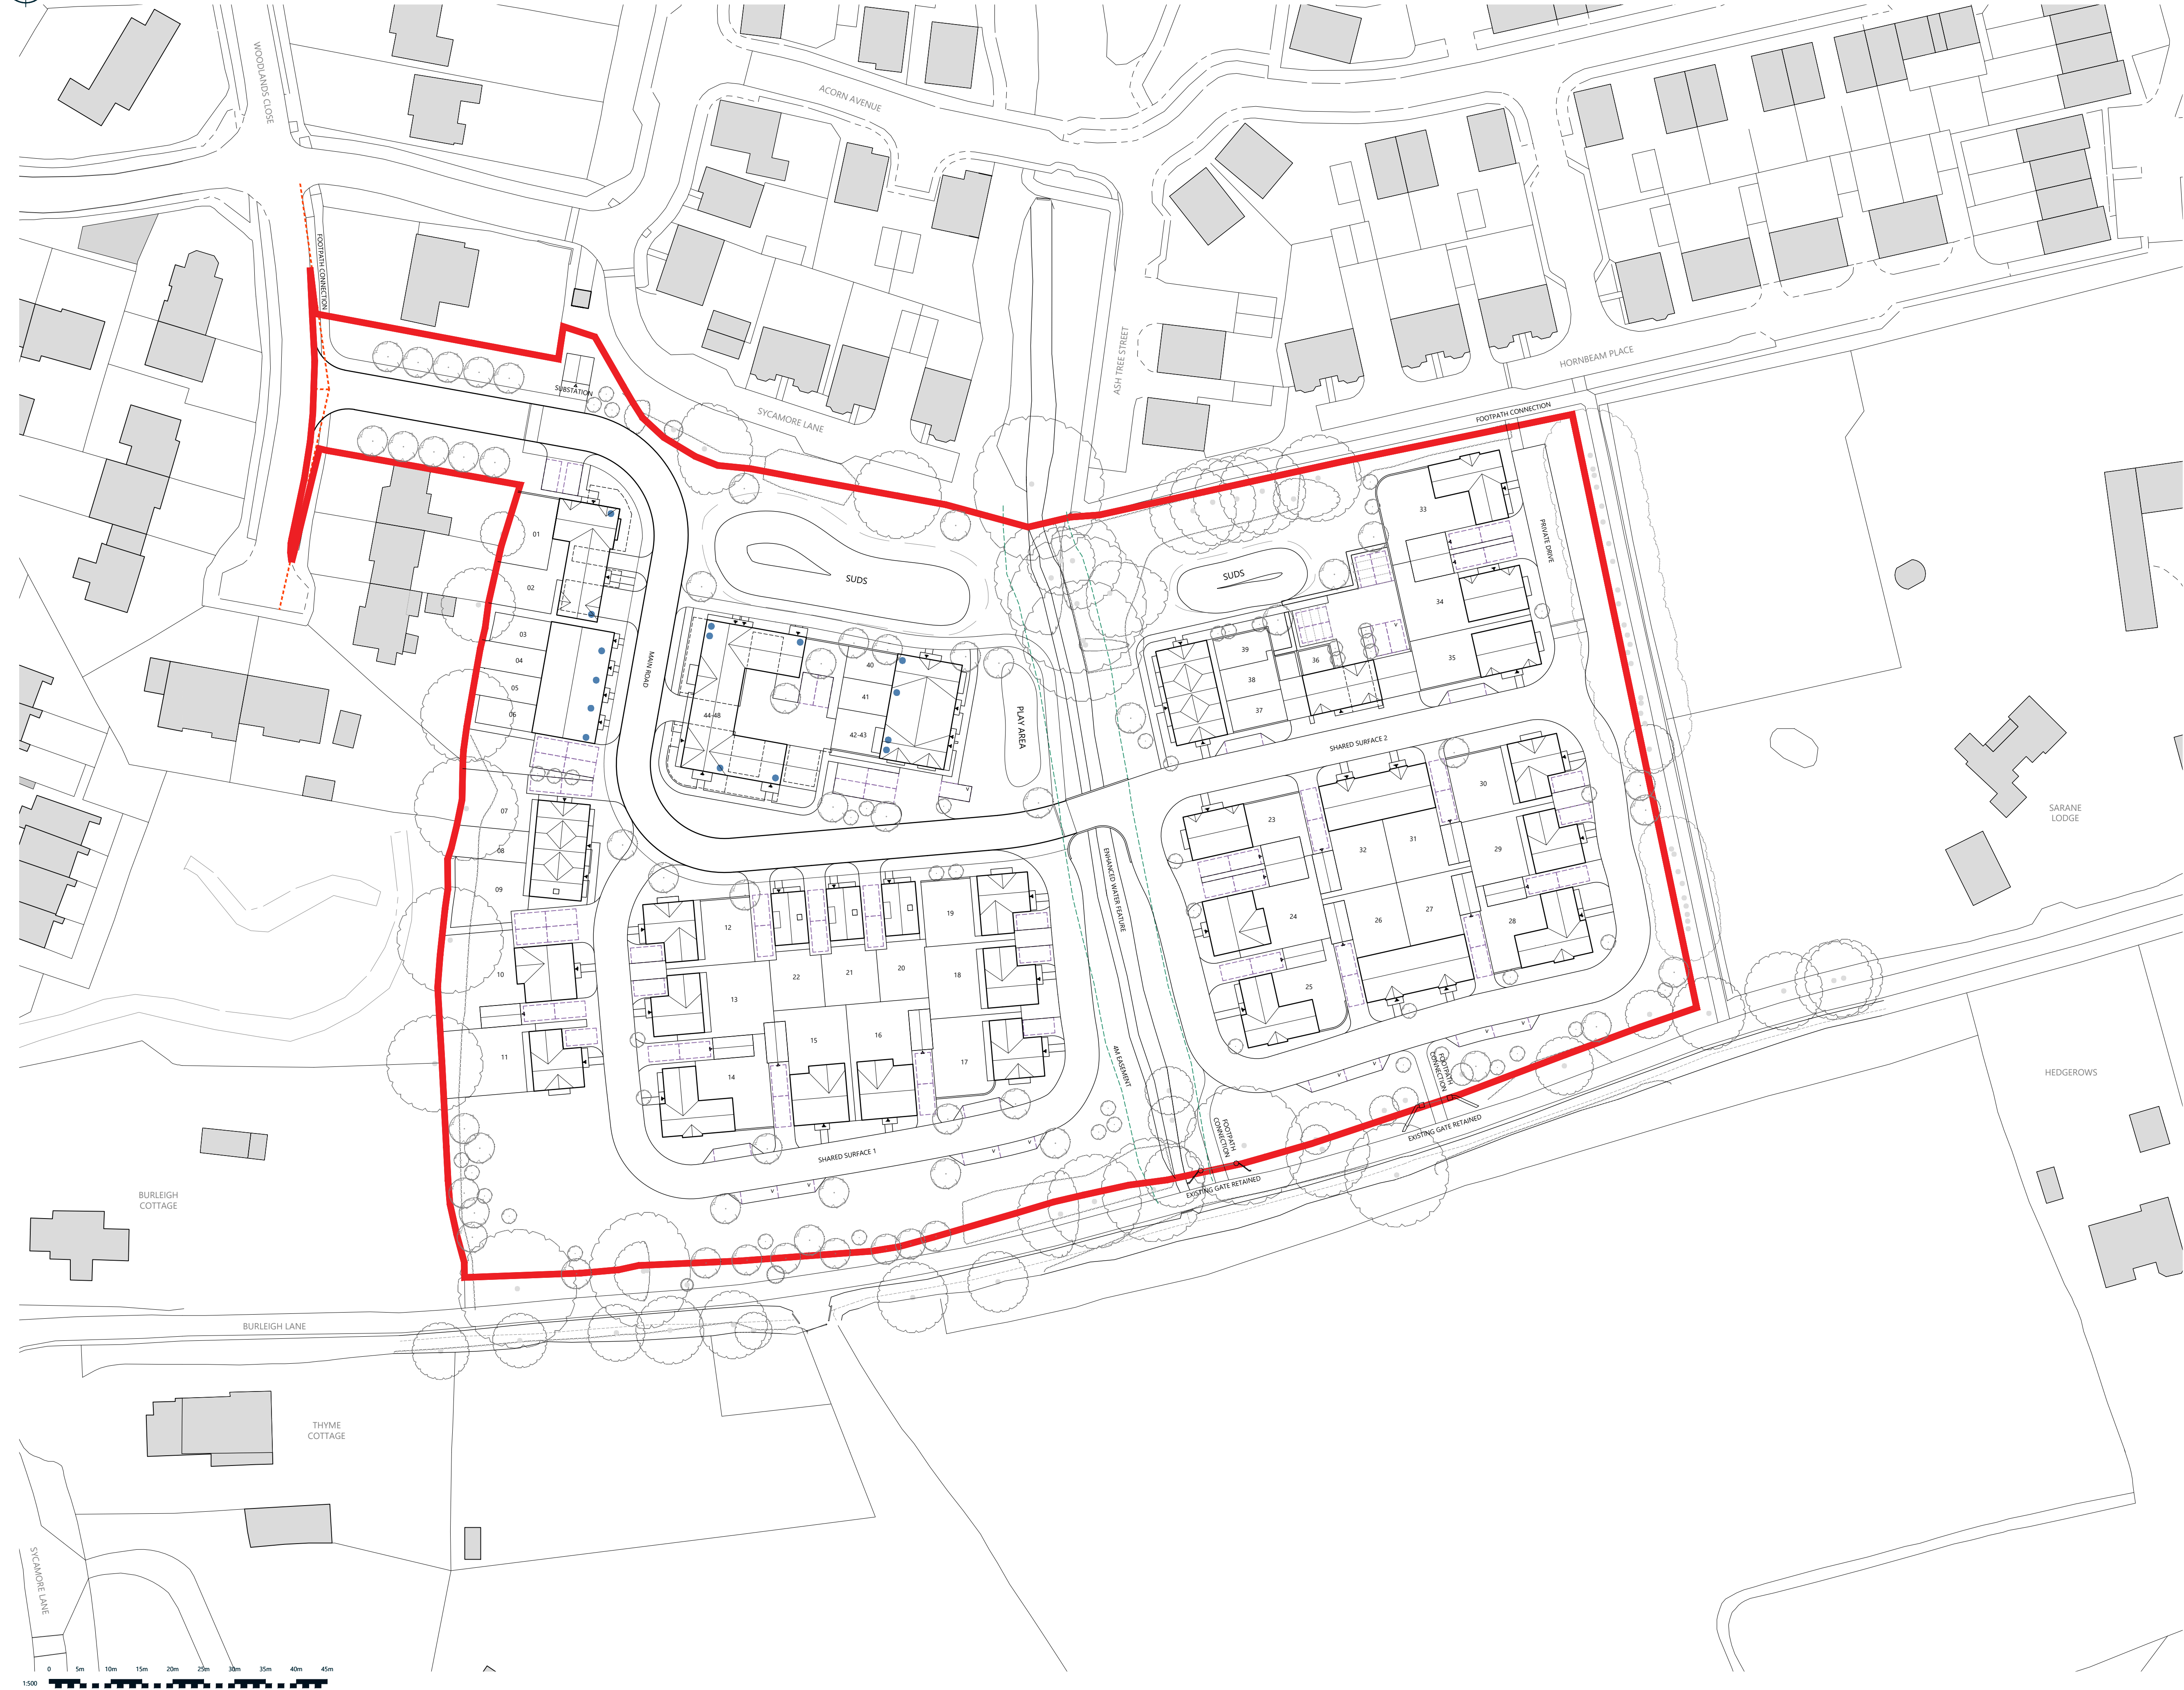 WOODLANDS CLOSE
ACORN AVENUE
FOOTPATH CONNECTION
ASH TREE STREET
HORNBEAM PLACE
SUBSTATION
SYCAMORE LANE
FOOTPATH CONNECTION
33
PRIVATE DRIVE
01
SUDS
SUDS
02
34
03
39
04
40
36
35
05
MAIN ROAD
41
38
06
44-48
42-43
37
PLAY AREA
V
SHARED SURFACE 2
V
30
07
23
31
08
32
29
ENHANCED WATER FEATURE
09
19
27
12
24
26
28
10
22
21
20
18
25
13
11
15
16
17
14
4M EASEMENT
FOOTPATH
CONNECTION
FOOTPATH
CONNECTION
V
V
EXISTING GATE RETAINED
SHARED SURFACE 1
V
V
EXISTING GATE RETAINED
SARANE
LODGE
HEDGEROWS
BURLEIGH
COTTAGE
BURLEIGH LANE
THYME
COTTAGE
SYCAMORE LANE
0 5m 10m 15m 20m 25m 30m 35m 40m 45m
1:500